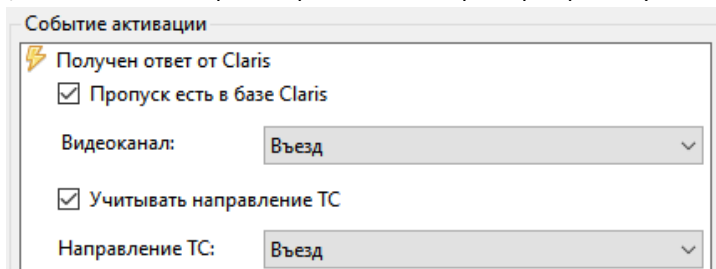 Событие активации
Получен ответ от Claris
Пропуск есть в базе Claris
Видеоканал: Въезд
Учитывать направление ТС
Направление ТС: Въезд